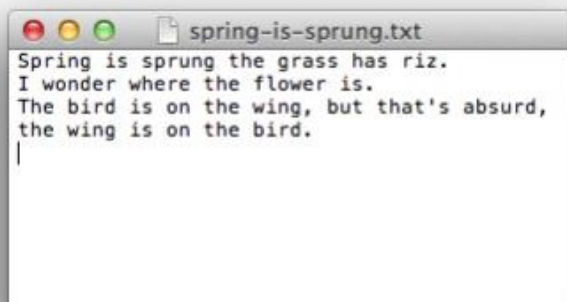 spring-is-sprung.txt
Spring is sprung the grass has riz.
I wonder where the flower is.
The bird is on the wing, but that's absurd,
the wing is on the bird.